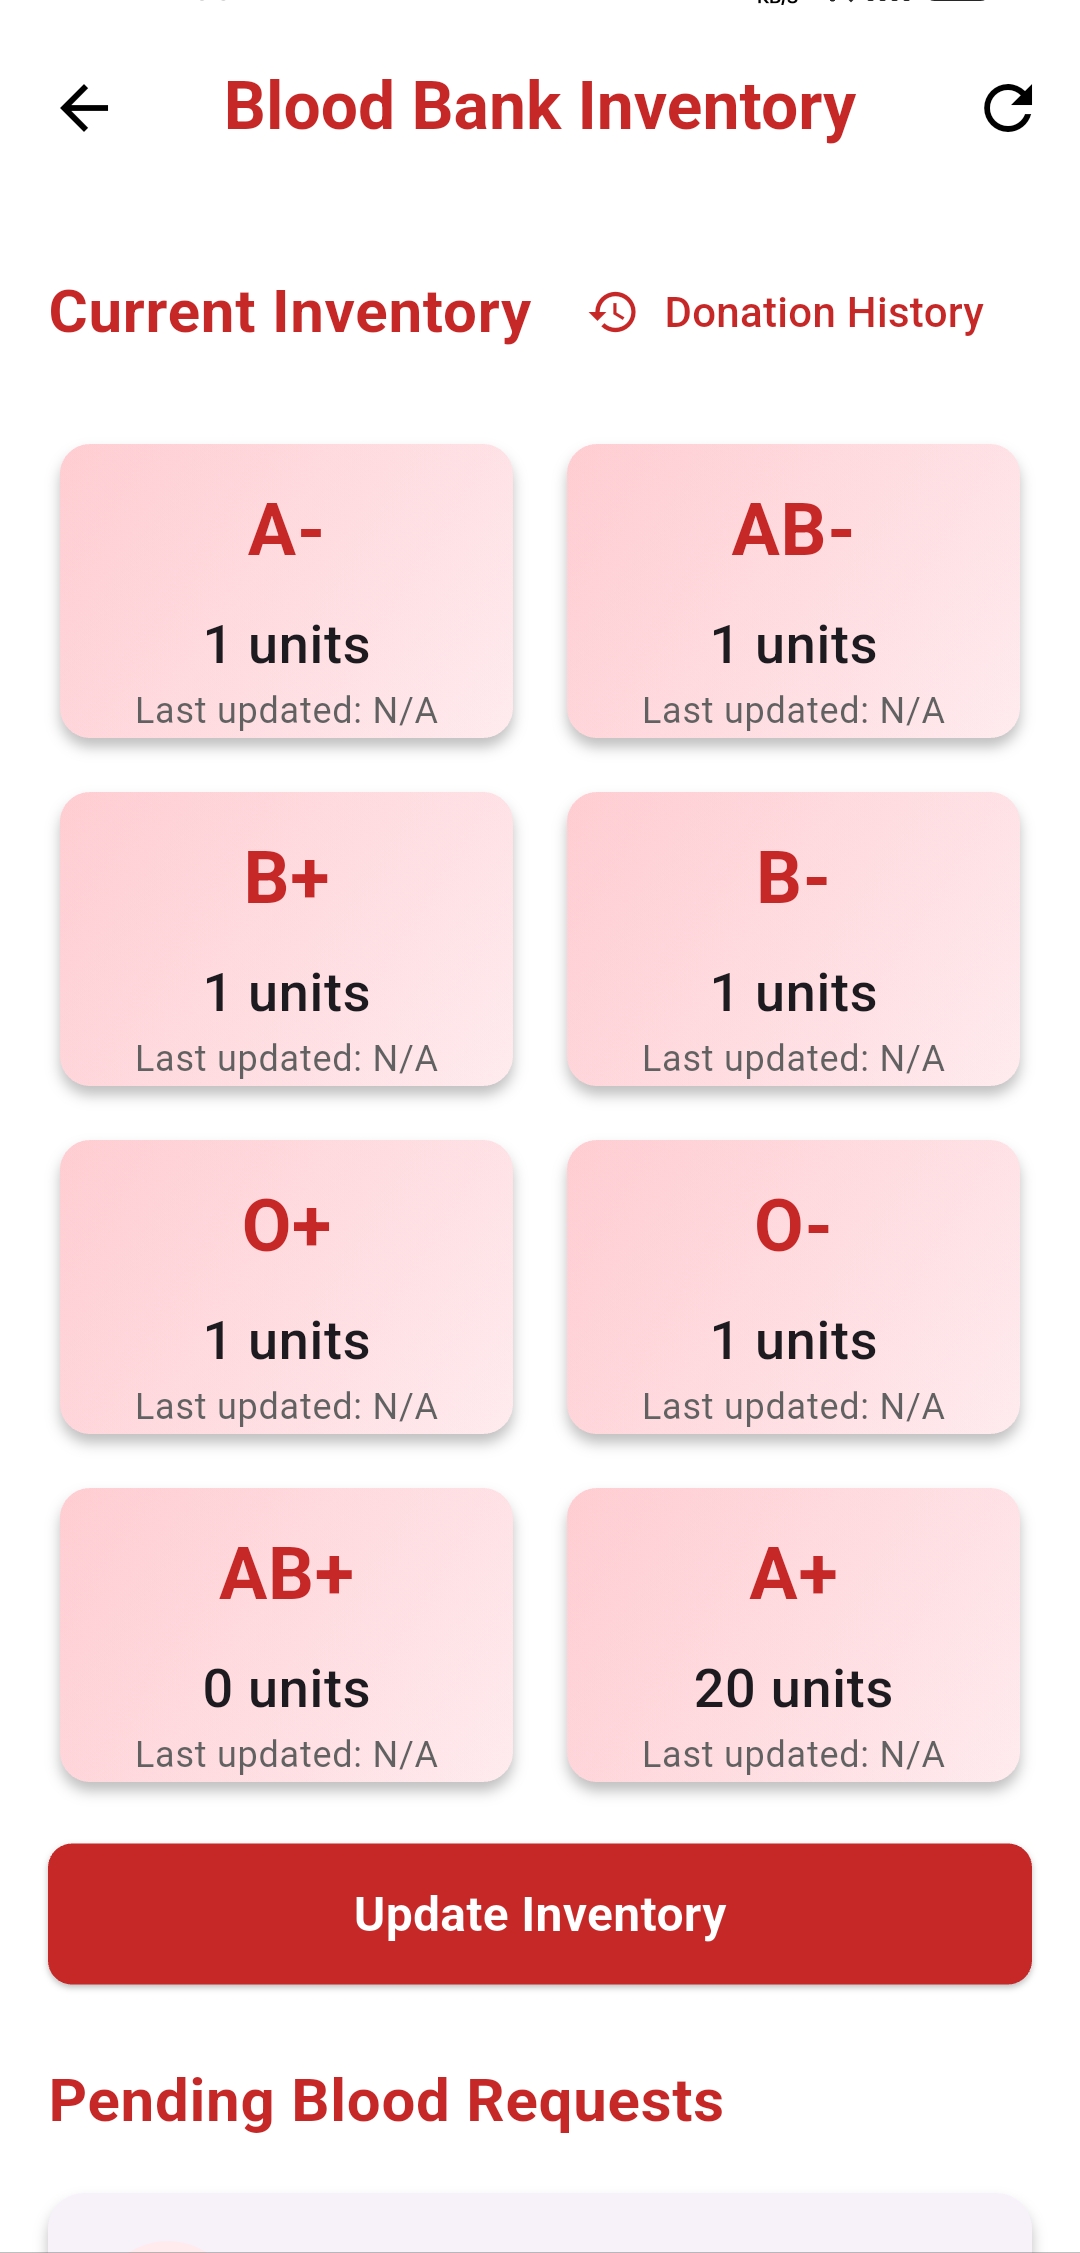 Blood Bank Inventory
Current Inventory Donation History
A- AB-
1 units 1 units
Last updated: N/A Last updated: N/A
B+ B-
1 units 1 units
Last updated: N/A Last updated: N/A
O+ O-
1 units 1 units
Last updated: N/A Last updated: N/A
AB+ A+
0 units 20 units
Last updated: N/A Last updated: N/A
Update Inventory
Pending Blood Requests